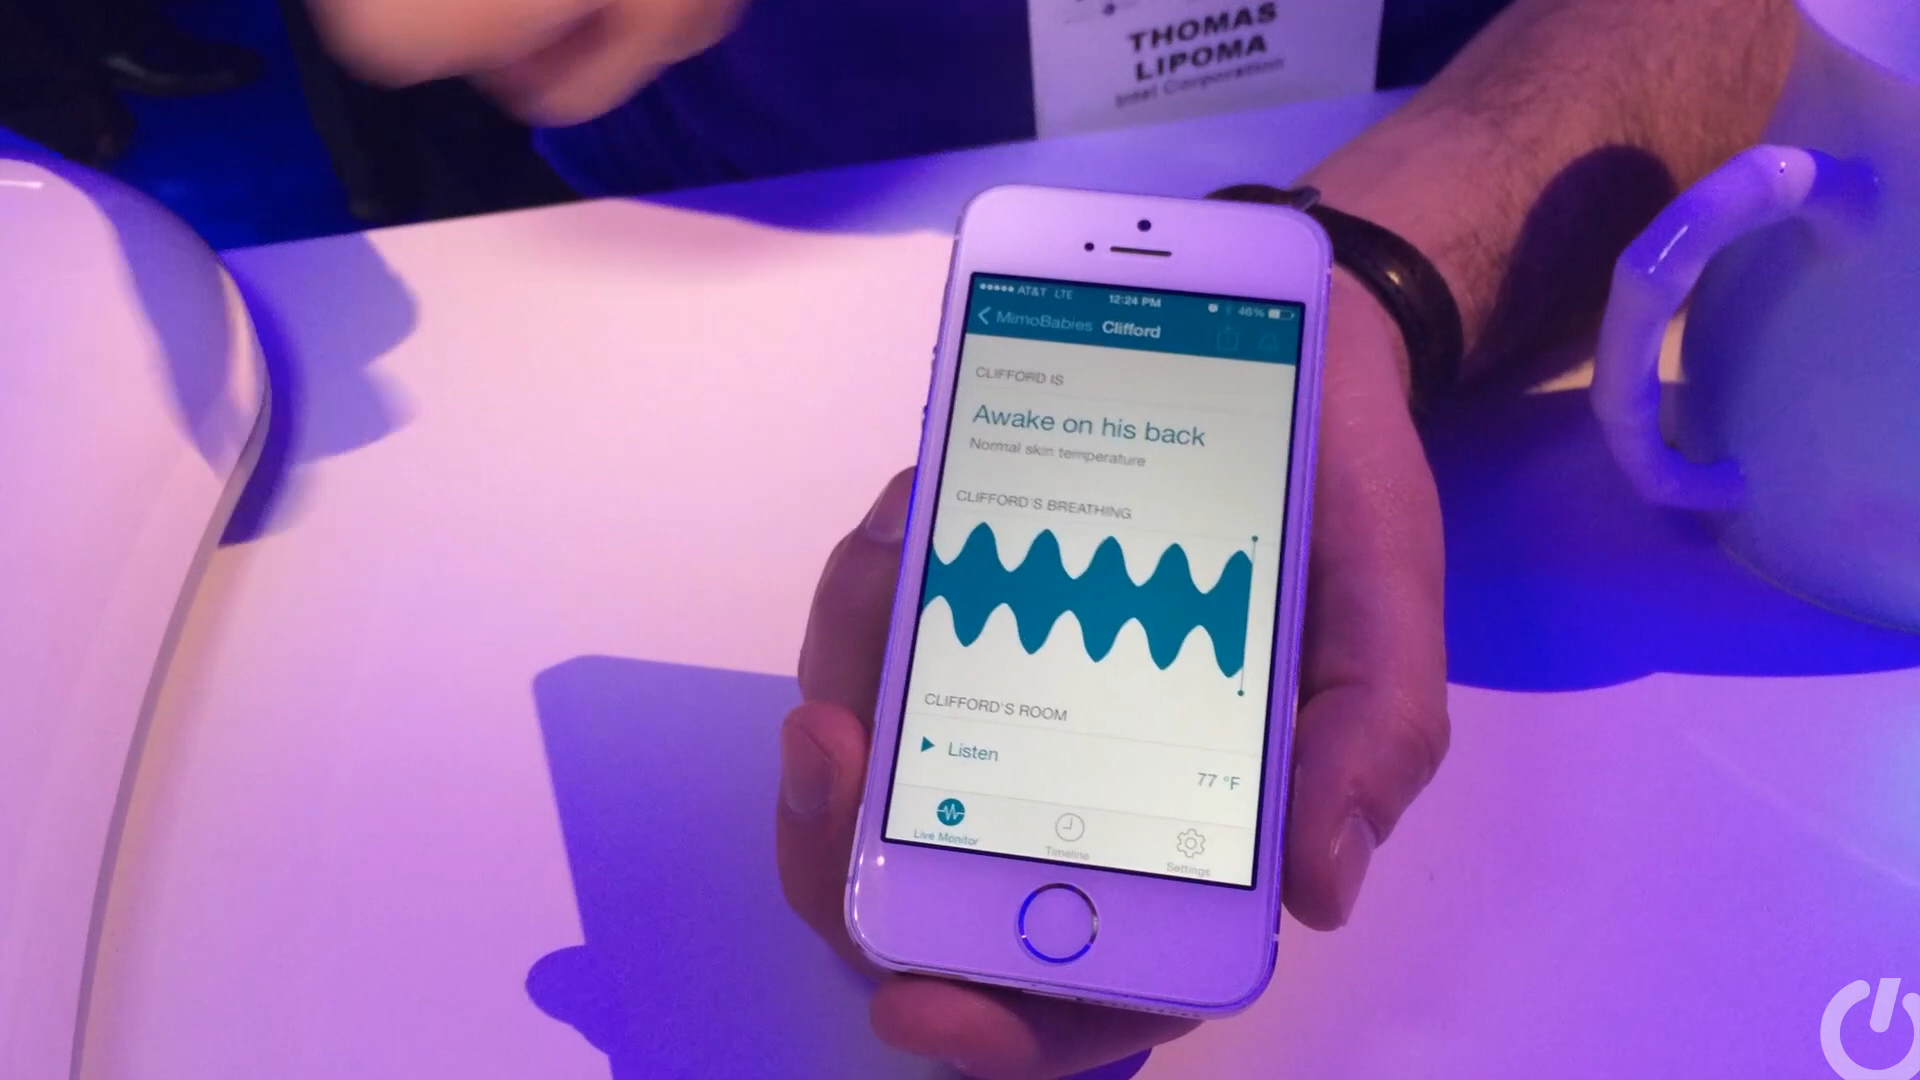 THOMAS
LIPOMA
Intel Corporation
AT&T LTE 12:24 PM 46%
MimoBabies Clifford
CLIFFORD IS
Awake on his back
Normal skin temperature
CLIFFORD'S BREATHING
CLIFFORD'S ROOM
Listen
77 °F
Live Monitor
Timeline
Settings